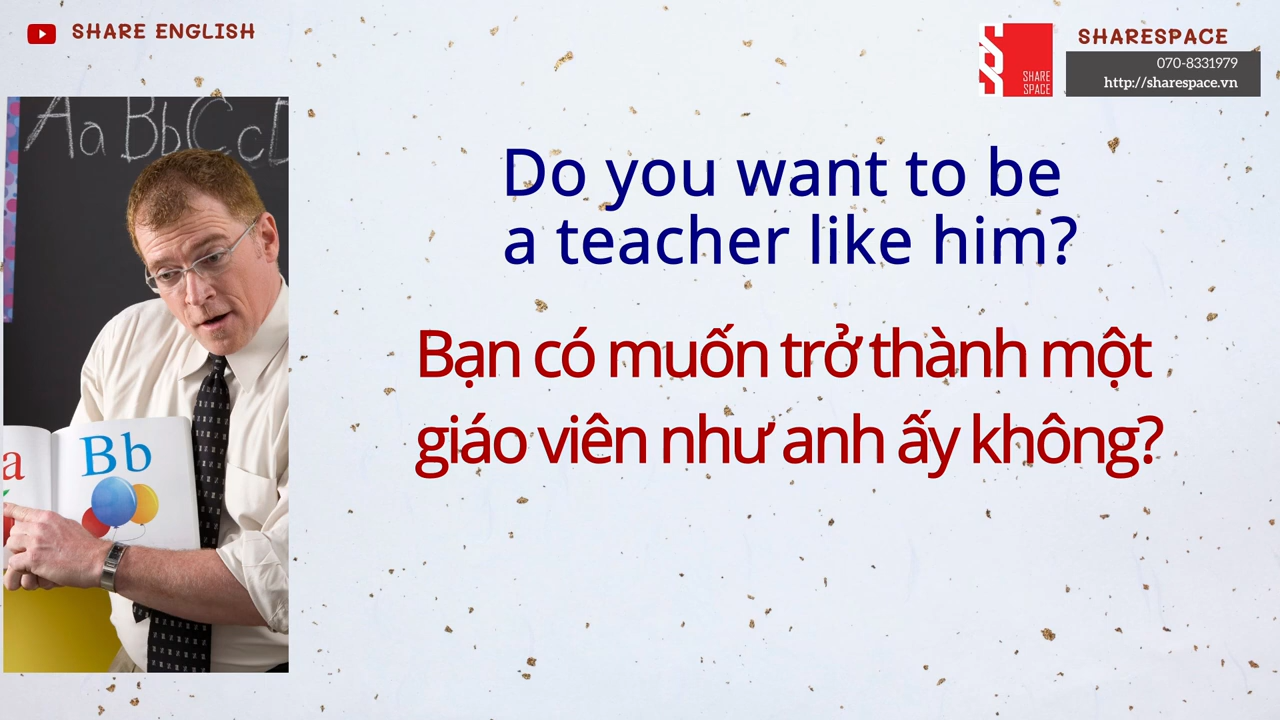 SHARE ENGLISH
SHARESPACE
070-8331979
http://sharespace.vn
SHARE
SPACE
Aa Bb Cc D
Do you want to be
a teacher like him?
Bạn có muốn trở thành một
giáo viên như anh ấy không?
a
Bb